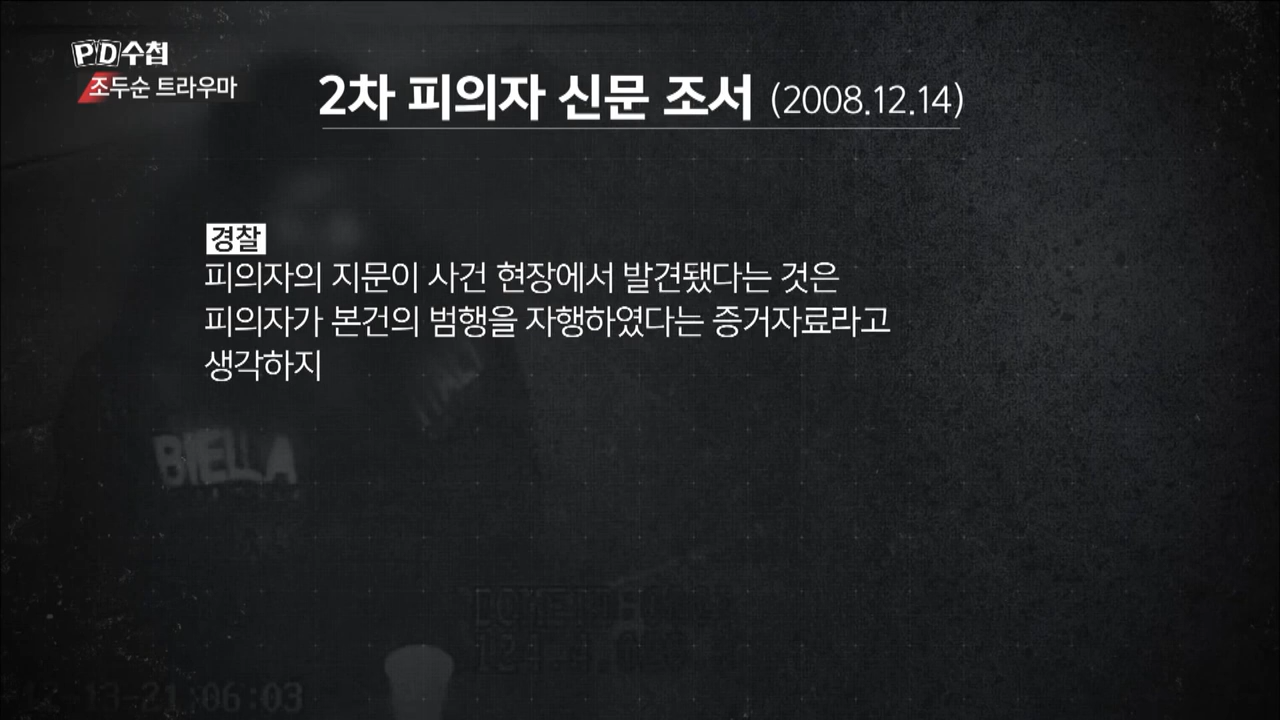 PD수첩
조두순 트라우마
2차 피의자 신문 조서 (2008.12.14)
경찰
피의자의 지문이 사건 현장에서 발견됐다는 것은
피의자가 본건의 범행을 자행하였다는 증거자료라고
생각하지
BIELLA
13-21:06:03